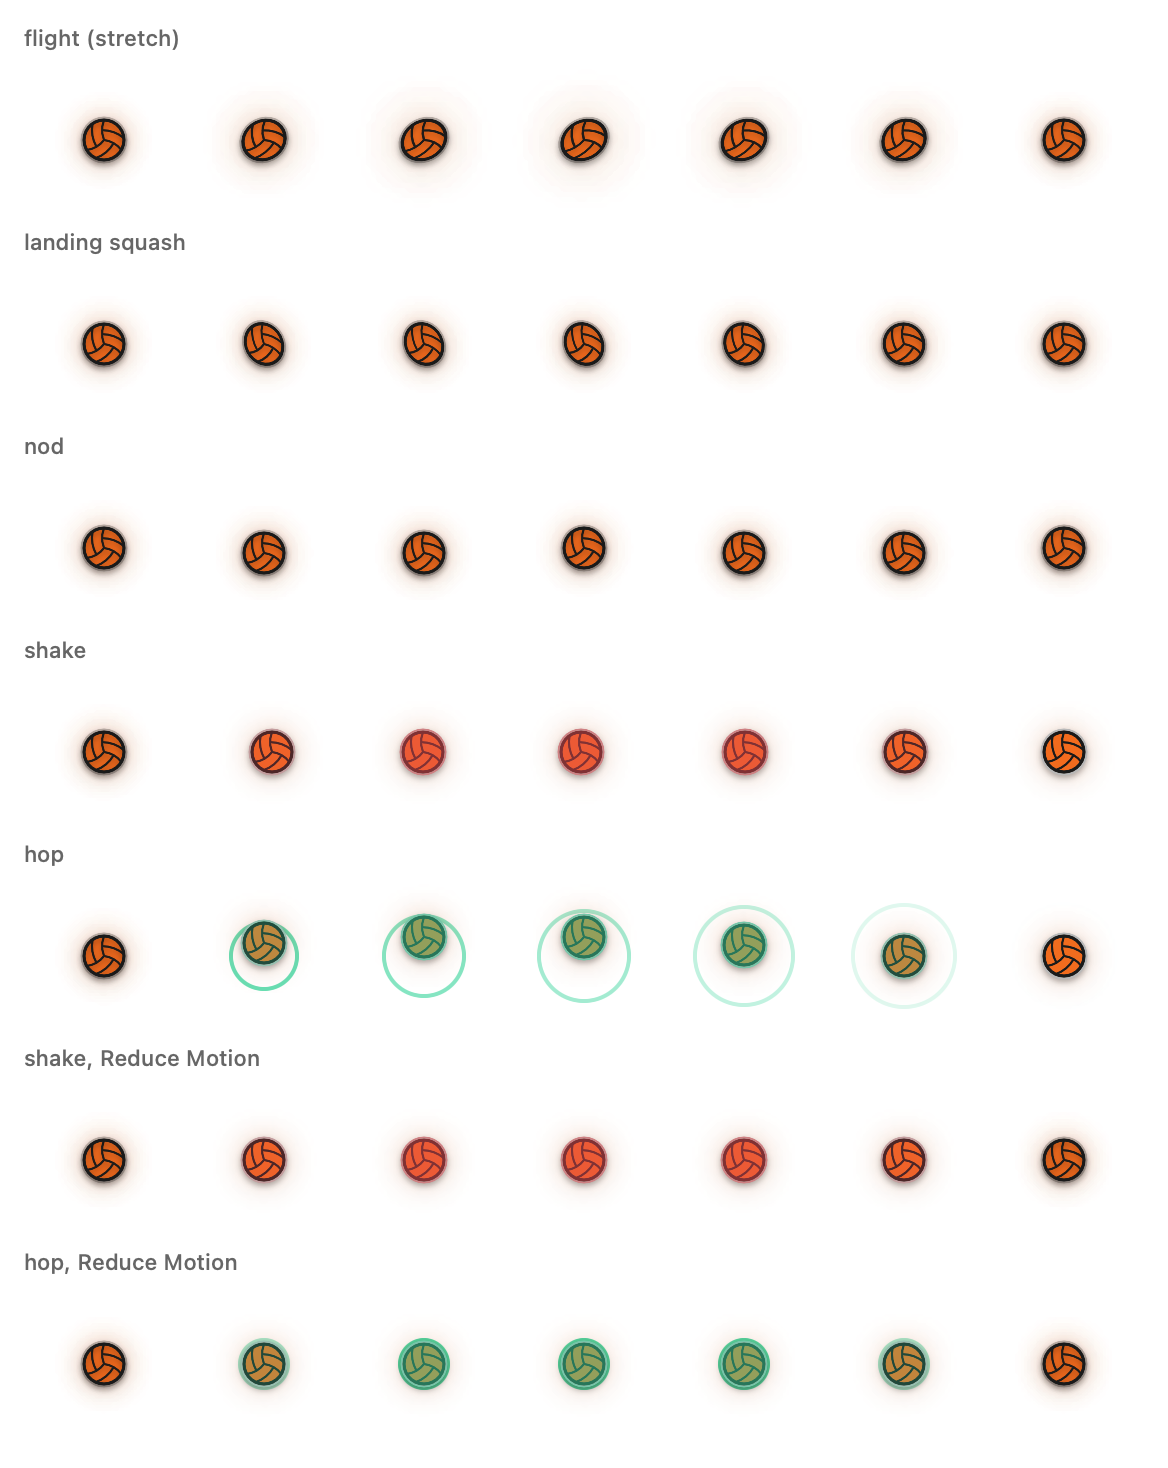 flight (stretch)
landing squash
nod
shake
hop
shake, Reduce Motion
hop, Reduce Motion